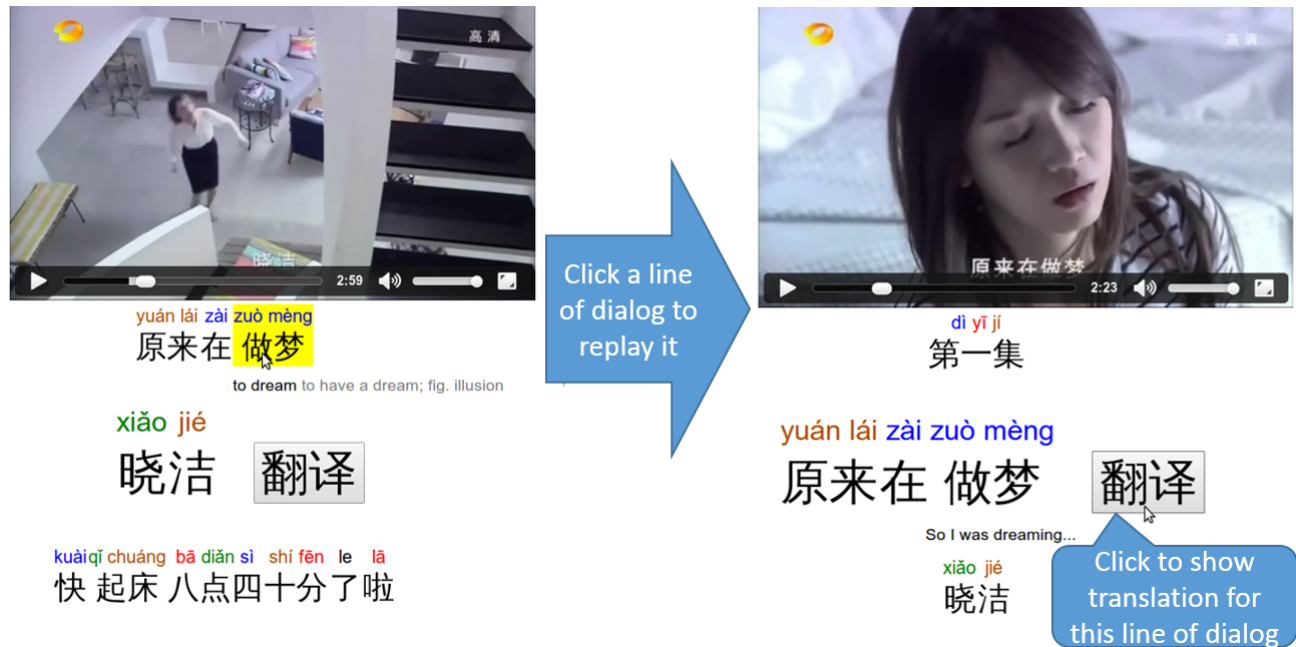 高清
晓洁
2:59
yuán lái zài zuò mèng
原来在 做梦
to dream to have a dream; fig. illusion
xiǎo jié
晓洁 翻译
kuài qǐ chuáng bā diǎn sì shí fēn le lā
快 起床 八点四十分了啦
Click a line
of dialog to
replay it
高清
原来在做梦
2:23
dì yī jí
第一集
yuán lái zài zuò mèng
原来在 做梦 翻译
So I was dreaming...
xiǎo jié
晓洁
Click to show
translation for
this line of dialog